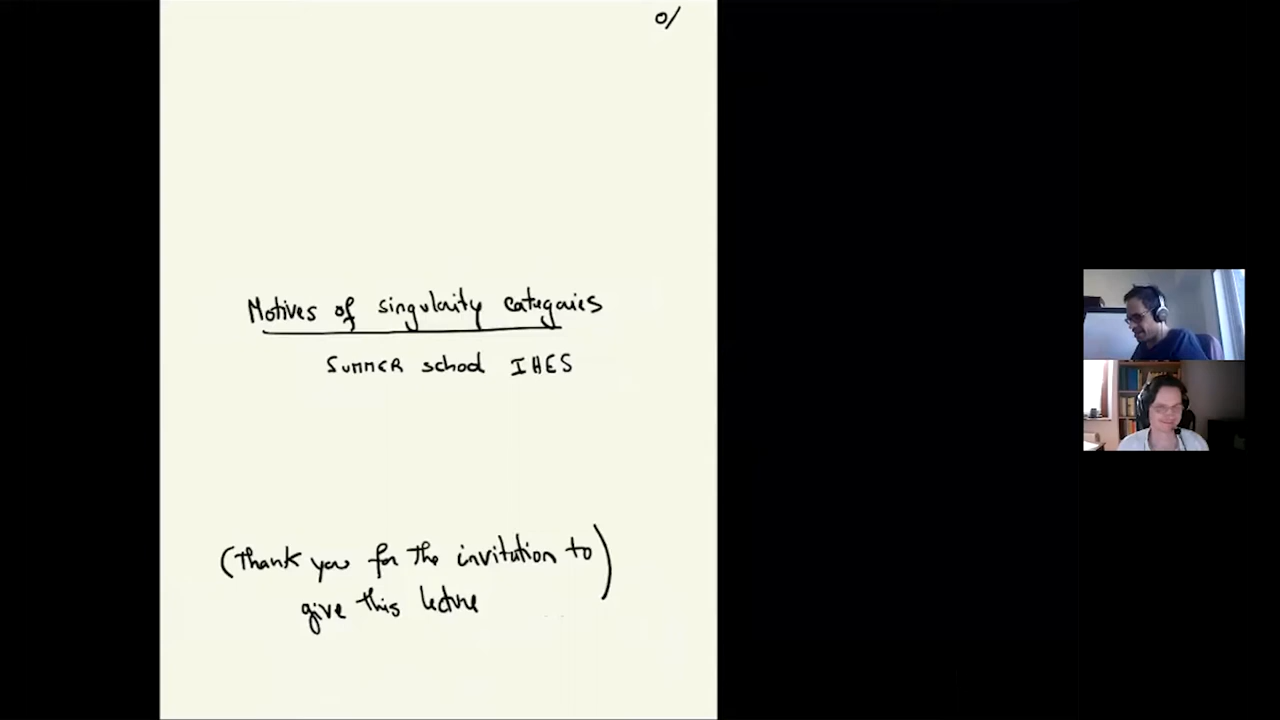 0/
Motives of singularity categories
Summer school IHES
(Thank you for the invitation to)
give this lecture